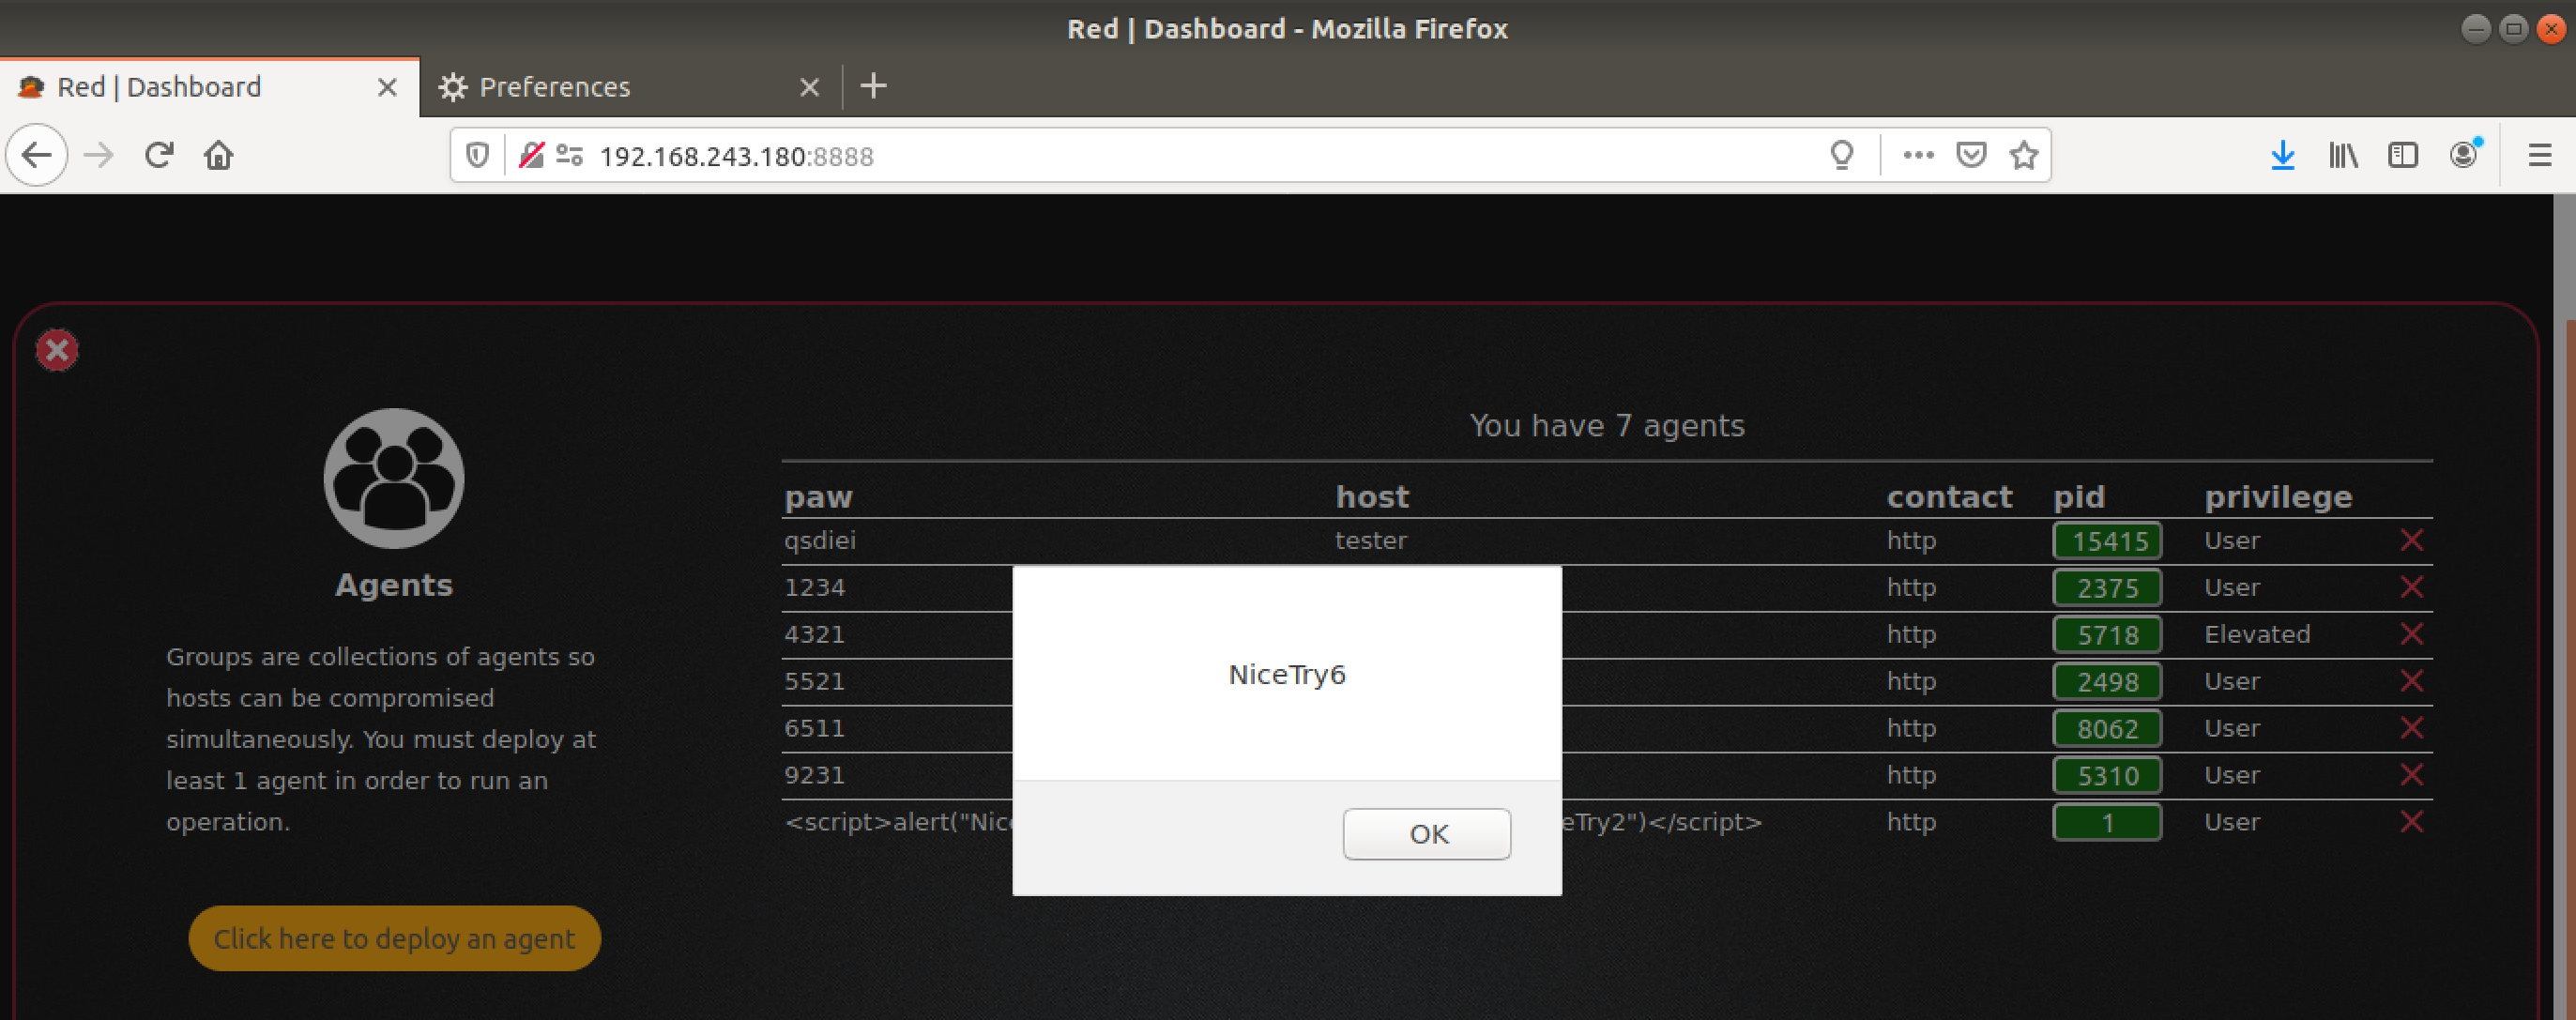 Red | Dashboard - Mozilla Firefox
Red | Dashboard Preferences
192.168.243.180:8888
You have 7 agents
paw host contact pid privilege
qsdiei tester http 15415 User
1234 http 2375 User
4321 http 5718 Elevated
5521 http 2498 User
6511 http 8062 User
9231 http 5310 User
<script>alert("Nic eTry2")</script> http 1 User
Agents
Groups are collections of agents so
hosts can be compromised
simultaneously. You must deploy at
least 1 agent in order to run an
operation.
Click here to deploy an agent
NiceTry6
OK